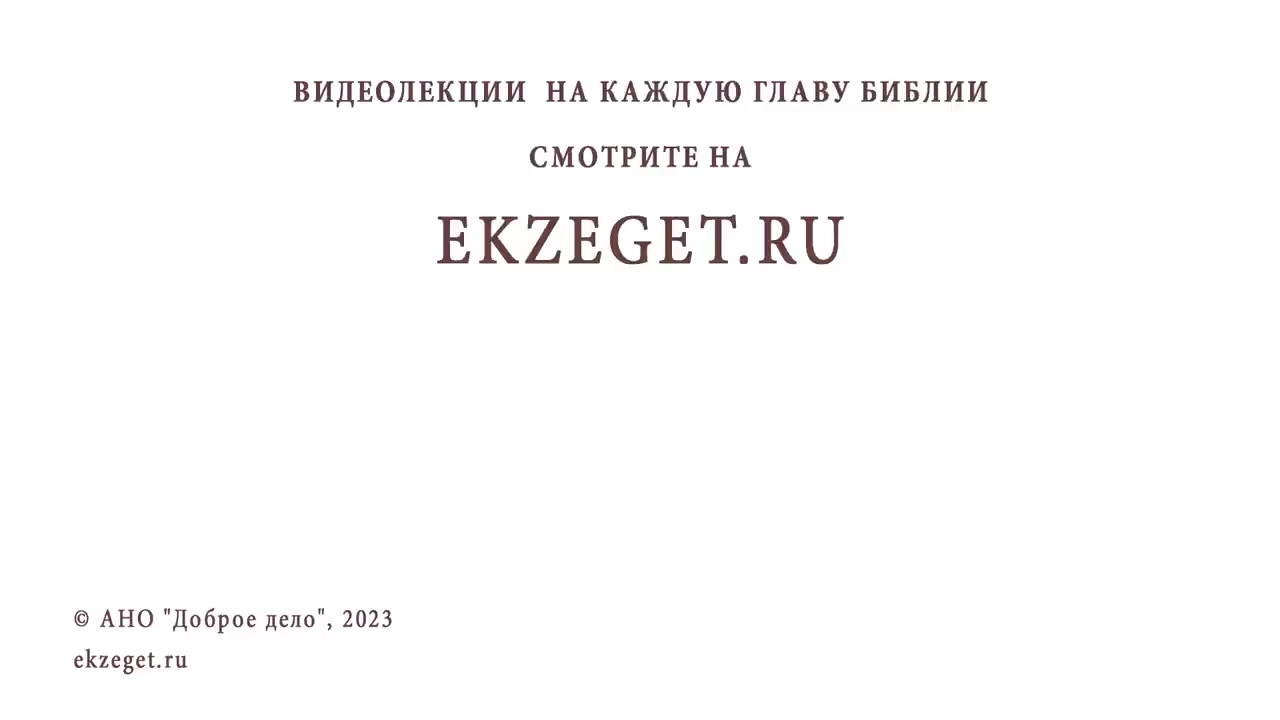 ВИДЕОЛЕКЦИИ НА КАЖДУЮ ГЛАВУ БИБЛИИ
СМОТРИТЕ НА
EKZEGET.RU
© АНО "Доброе дело", 2023
ekzeget.ru